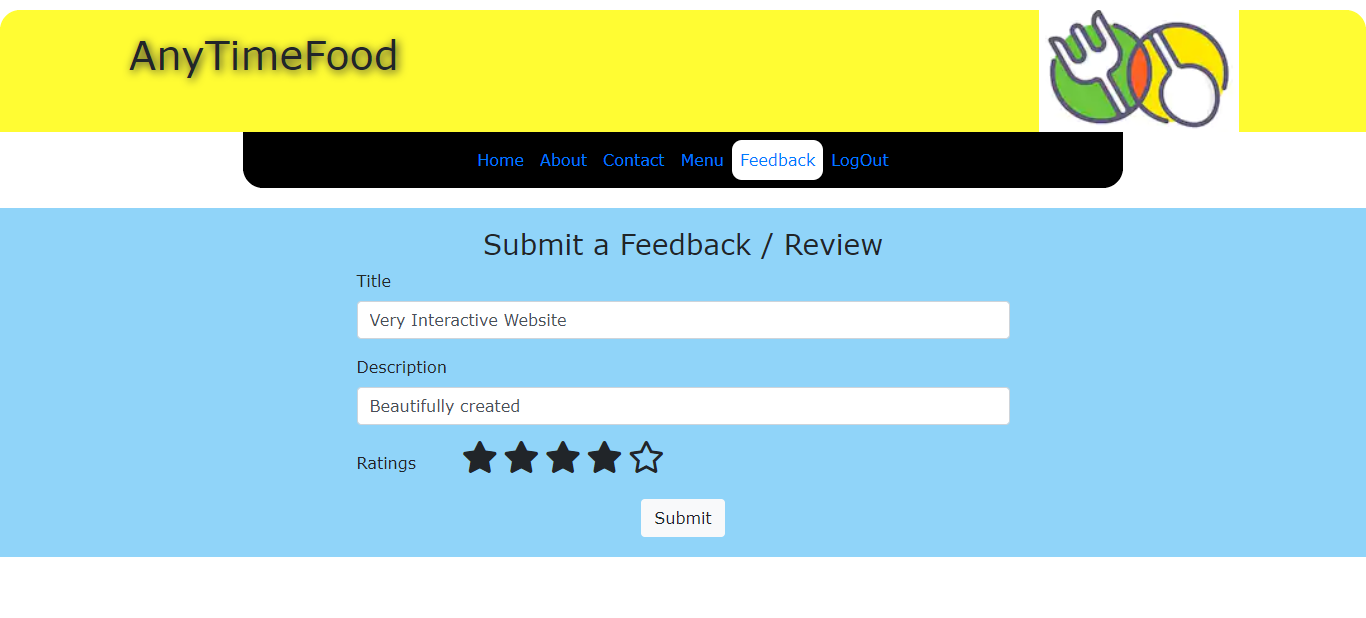 AnyTimeFood
Home About Contact Menu Feedback LogOut
Submit a Feedback / Review
Title
Very Interactive Website
Description
Beautifully created
Ratings
Submit